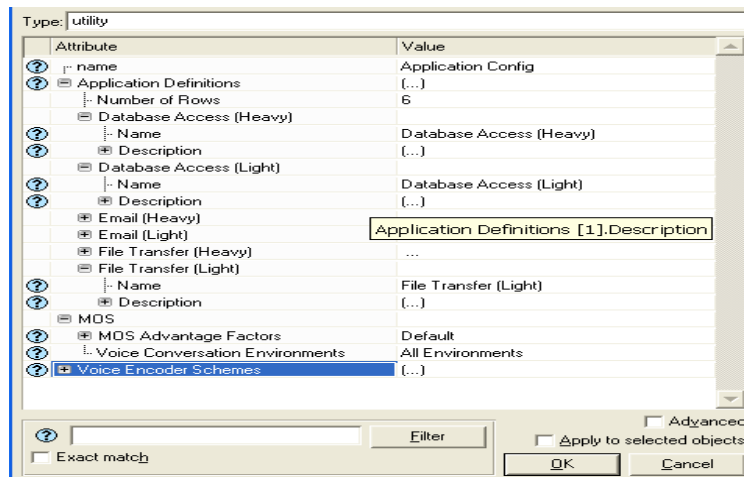 Type: utility
Attribute Value
name Application Config
Application Definitions (...)
Number of Rows 6
Database Access (Heavy)
Name Database Access (Heavy)
Description (...)
Database Access (Light)
Name Database Access (Light)
Description (...)
Email (Heavy)
Email (Light) Application Definitions [1].Description
File Transfer (Heavy) ...
File Transfer (Light)
Name File Transfer (Light)
Description (...)
MOS
MOS Advantage Factors Default
Voice Conversation Environments All Environments
Voice Encoder Schemes (...)
Advanced
Filter Apply to selected objects
Exact match OK Cancel